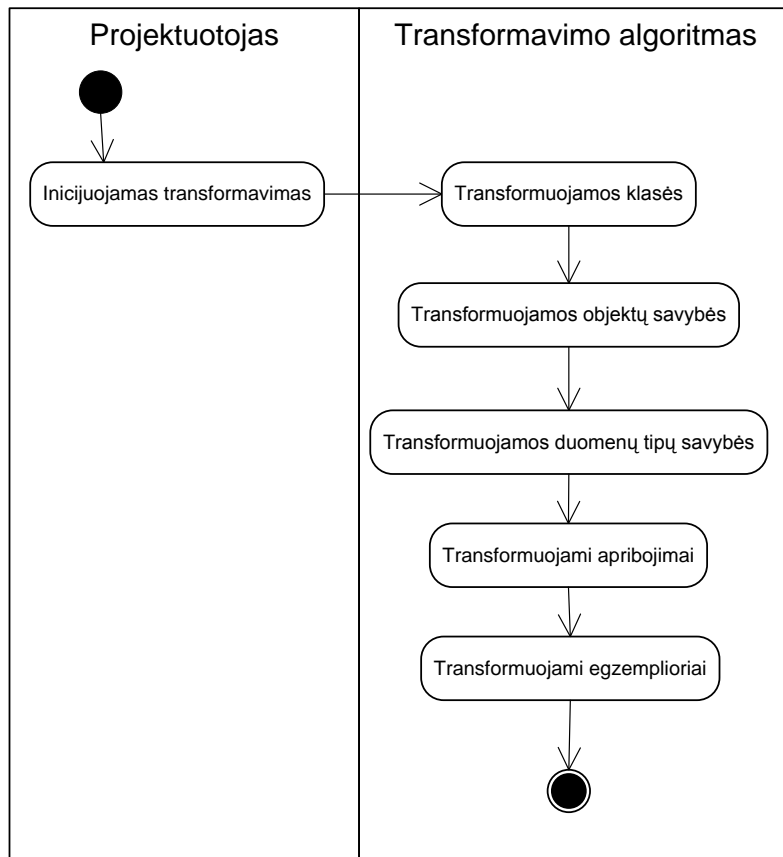 Projektuotojas
Transformavimo algoritmas
Inicijuojamas transformavimas
Transformuojamos klasės
Transformuojamos objektų savybės
Transformuojamos duomenų tipų savybės
Transformuojami apribojimai
Transformuojami egzemplioriai